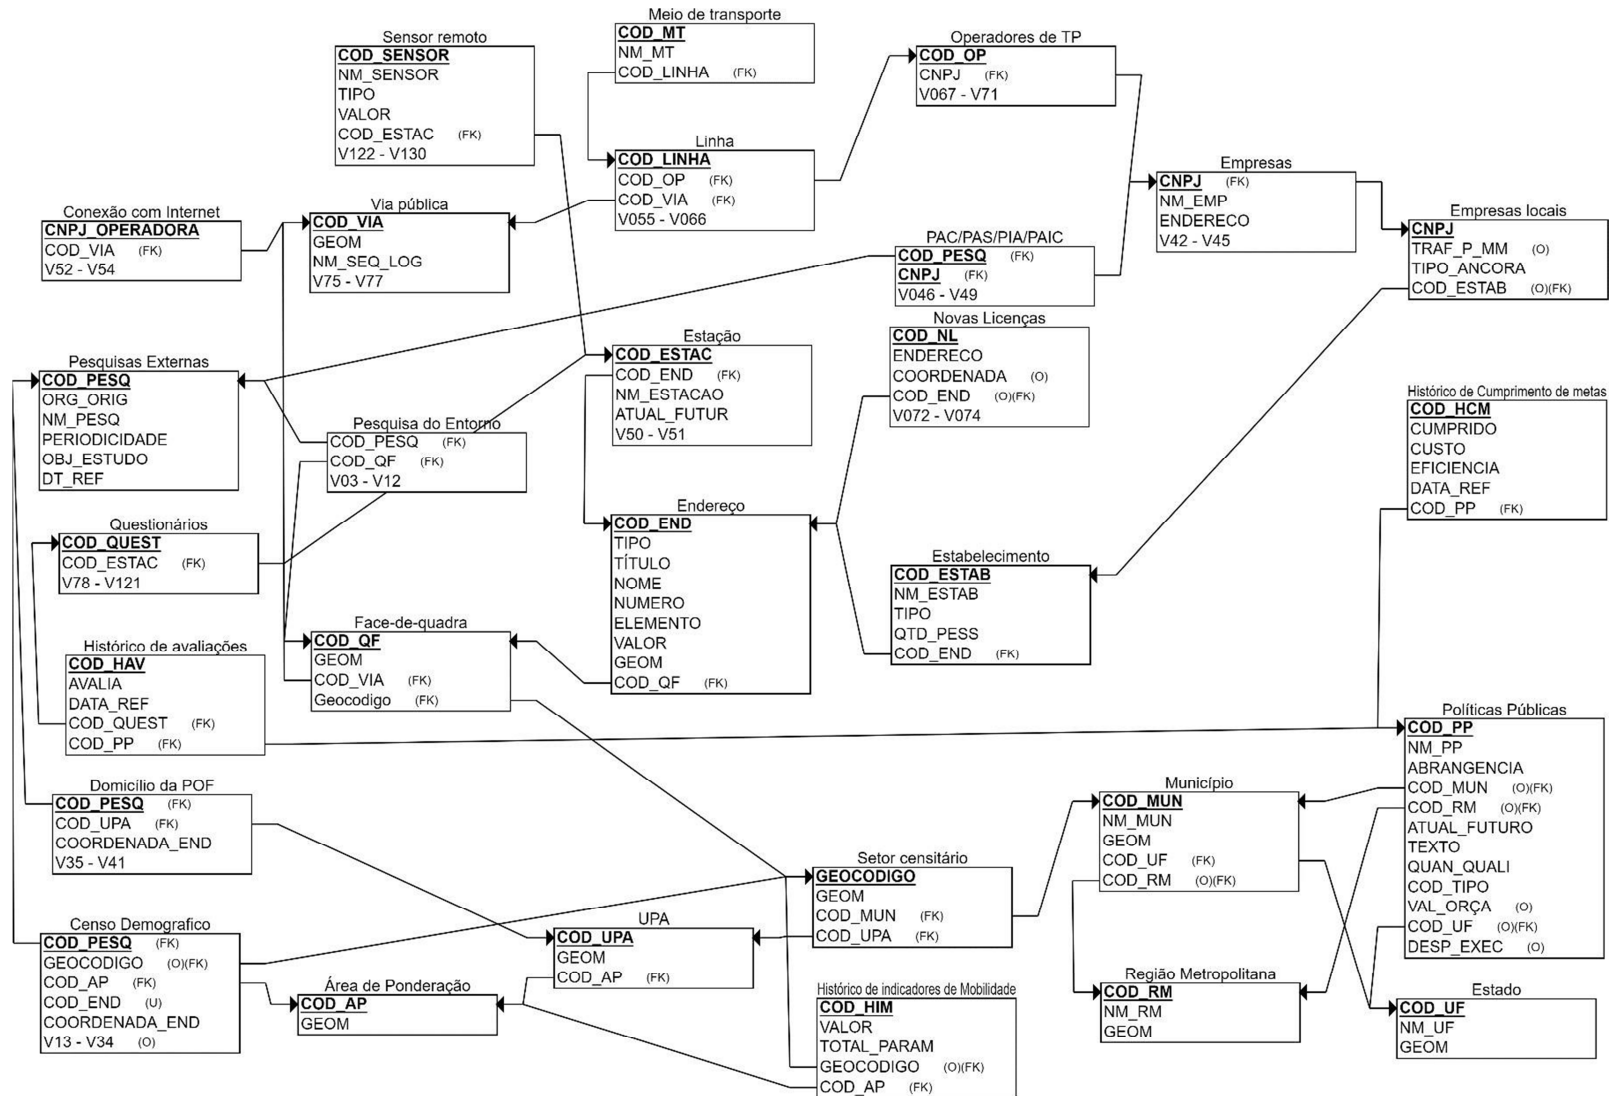 Meio de transporte
COD_MT
NM_MT
COD_LINHA (FK)
Sensor remoto
COD_SENSOR
NM_SENSOR
TIPO
VALOR
COD_ESTAC (FK)
V122 - V130
Operadores de TP
COD_OP
CNPJ (FK)
V067 - V71
Linha
COD_LINHA
COD_OP (FK)
COD_VIA (FK)
V055 - V066
Empresas
CNPJ (FK)
NM_EMP
ENDERECO
V42 - V45
Conexão com Internet
CNPJ_OPERADORA
COD_VIA (FK)
V52 - V54
Via pública
COD_VIA
GEOM
NM_SEQ_LOG
V75 - V77
Empresas locais
CNPJ
TRAF_P_MM (O)
TIPO_ANCORA
COD_ESTAB (O)(FK)
PAC/PAS/PIA/PAIC
COD_PESQ (FK)
CNPJ (FK)
V046 - V49
Novas Licenças
COD_NL
ENDERECO
COORDENADA (O)
COD_END (O)(FK)
V072 - V074
Estação
COD_ESTAC
COD_END (FK)
NM_ESTACAO
ATUAL_FUTUR
V50 - V51
Pesquisas Externas
COD_PESQ
ORG_ORIG
NM_PESQ
PERIODICIDADE
OBJ_ESTUDO
DT_REF
Pesquisa do Entorno
COD_PESQ (FK)
COD_QF (FK)
V03 - V12
Histórico de Cumprimento de metas
COD_HCM
CUMPRIDO
CUSTO
EFICIENCIA
DATA_REF
COD_PP (FK)
Questionários
COD_QUEST
COD_ESTAC (FK)
V78 - V121
Endereço
COD_END
TIPO
TÍTULO
NOME
NUMERO
ELEMENTO
VALOR
GEOM
COD_QF (FK)
Estabelecimento
COD_ESTAB
NM_ESTAB
TIPO
QTD_PESS
COD_END (FK)
Face-de-quadra
COD_QF
GEOM
COD_VIA (FK)
Geocodigo (FK)
Histórico de avaliações
COD_HAV
AVALIA
DATA_REF
COD_QUEST (FK)
COD_PP (FK)
Políticas Públicas
COD_PP
NM_PP
ABRANGENCIA
COD_MUN (O)(FK)
COD_RM (O)(FK)
ATUAL_FUTURO
TEXTO
QUAN_QUALI
COD_TIPO
VAL_ORÇA (O)
COD_UF (O)(FK)
DESP_EXEC (O)
Domicílio da POF
COD_PESQ (FK)
COD_UPA (FK)
COORDENADA_END
V35 - V41
Município
COD_MUN
NM_MUN
GEOM
COD_UF (FK)
COD_RM (O)(FK)
Setor censitário
GEOCODIGO
GEOM
COD_MUN (FK)
COD_UPA (FK)
Censo Demografico
COD_PESQ (FK)
GEOCODIGO (O)(FK)
COD_AP (FK)
COD_END (U)
COORDENADA_END
V13 - V34 (O)
UPA
COD_UPA
GEOM
COD_AP (FK)
Área de Ponderação
COD_AP
GEOM
Histórico de indicadores de Mobilidade
COD_HIM
VALOR
TOTAL_PARAM
GEOCODIGO (O)(FK)
COD_AP (FK)
Região Metropolitana
COD_RM
NM_RM
GEOM
Estado
COD_UF
NM_UF
GEOM